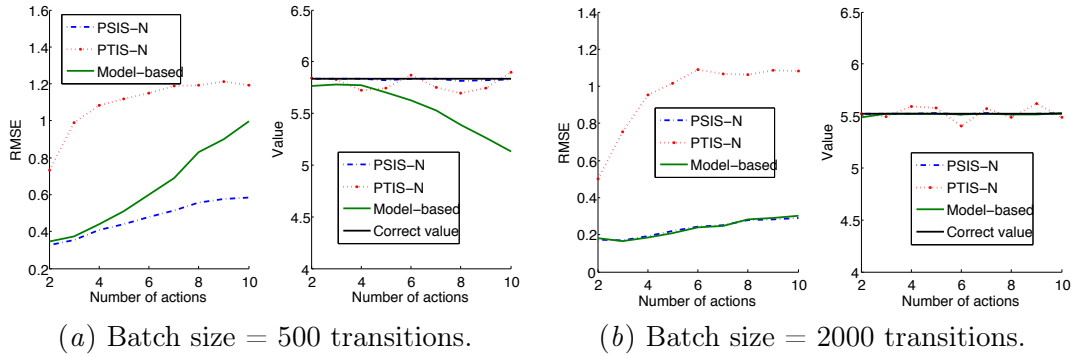 1.6
1.4
1.2
1
0.8
0.6
0.4
0.2
RMSE
2 4 6 8 10
Number of actions
PSIS-N
PTIS-N
Model-based
6
5.5
5
4.5
4
Value
2 4 6 8 10
Number of actions
PSIS-N
PTIS-N
Model-based
Correct value
(a) Batch size = 500 transitions.
1.6
1.4
1.2
1
0.8
0.6
0.4
0.2
0
RMSE
2 4 6 8 10
Number of actions
PSIS-N
PTIS-N
Model-based
6
5.5
5
4.5
4
Value
2 4 6 8 10
Number of actions
PSIS-N
PTIS-N
Model-based
Correct value
(b) Batch size = 2000 transitions.